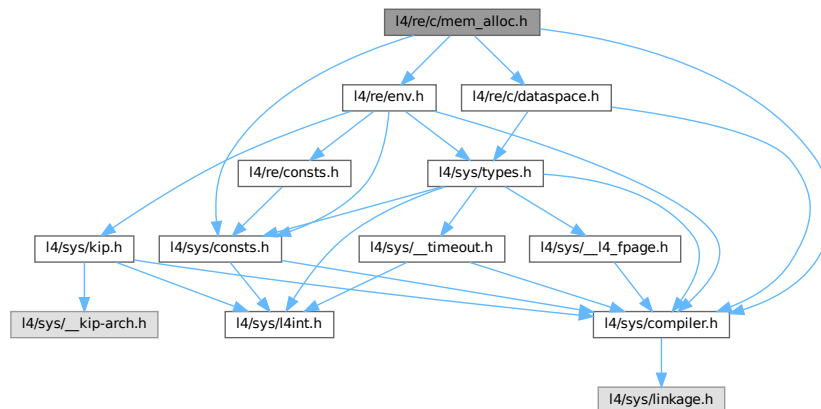 l4/re/c/mem_alloc.h
l4/re/env.h
l4/re/c/dataspace.h
l4/re/consts.h
l4/sys/types.h
l4/sys/kip.h
l4/sys/consts.h
l4/sys/__timeout.h
l4/sys/__l4_fpage.h
l4/sys/__kip-arch.h
l4/sys/l4int.h
l4/sys/compiler.h
l4/sys/linkage.h